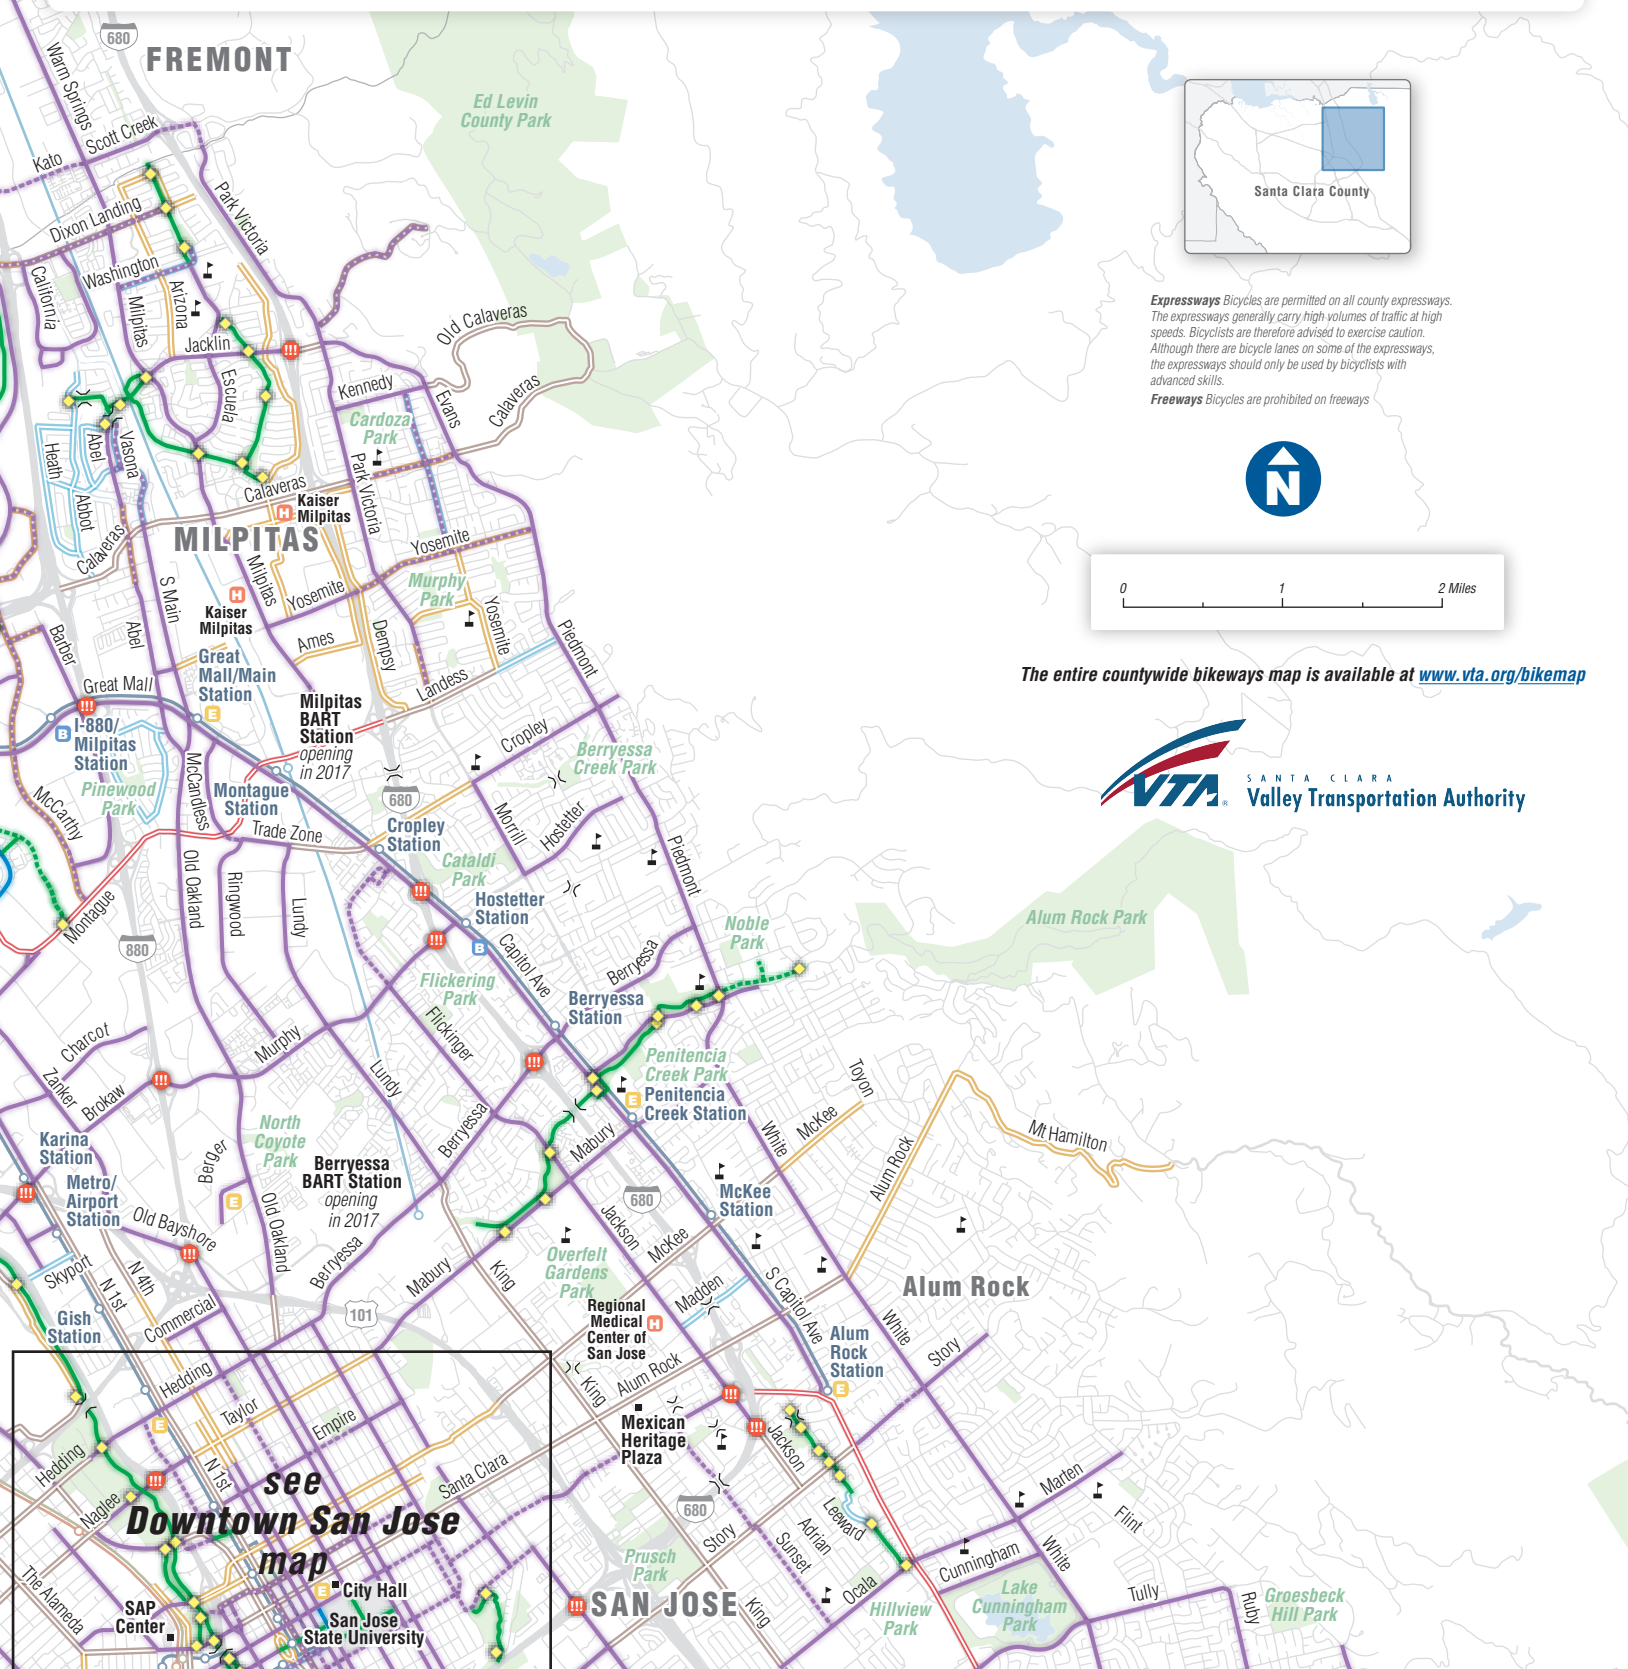 680
FREMONT
Warm Springs
Scott Creek
Kato
Ed Levin
County Park
Santa Clara County
Park Victoria
Dixon Landing
Washington
California
Milpitas
Arizona
Jacklin
Escuela
Old Calaveras
Calaveras
Kennedy
Evans
Cardoza
Park
Expressways Bicycles are permitted on all county expressways.
The expressways generally carry high volumes of traffic at high
speeds. Bicyclists are therefore advised to exercise caution.
Although there are bicycle lanes on some of the expressways,
the expressways should only be used by bicyclists with
advanced skills.
Freeways Bicycles are prohibited on freeways
N
Heath
Abel
Vasona
Abbot
Calaveras
Park Victoria
Calaveras
H
Kaiser
Milpitas
MILPITAS
Yosemite
Milpitas
Yosemite
Murphy
Park
Yosemite
0 1 2 Miles
H
Kaiser
Milpitas
S Main
Abel
Barber
Ames
Dempsy
Piedmont
Landess
Great Mall
Great
Mall/Main
Station
E
The entire countywide bikeways map is available at www.vta.org/bikemap
Milpitas
BART
Station
opening
in 2017
B
I-880/
Milpitas
Station
Cropley
Berryessa
Creek Park
VTA
®
SANTA CLARA
Valley Transportation Authority
Pinewood
Park
McCarthy
McCandless
Montague
Station
680
Trade Zone
Cropley
Station
Morrill
Hostetter
Piedmont
Cataldi
Park
Old Oakland
Ringwood
Lundy
Montague
880
Hostetter
Station
B
Capitol Ave
Noble
Park
Alum Rock Park
Berryessa
Flickering
Park
Berryessa
Station
Flickinger
Charcot
Murphy
Zanker
Brokaw
Lundy
Penitencia
Creek Park
E
Penitencia
Creek Station
Toyon
McKee
Mt Hamilton
White
Berryessa
Mabury
North
Coyote
Park
Berger
Karina
Station
Metro/
Airport
Station
E
Berryessa
BART Station
opening
in 2017
Alum Rock
680
McKee
Station
Old Bayshore
Old Oakland
Jackson
McKee
Overfelt
Gardens
Park
Skyport
N 4th
N 1st
Berryessa
Mabury
King
Madden
S Capitol Ave
Alum Rock
Gish
Station
Commercial
101
Regional
Medical
Center of
San Jose
H
White
Alum
Rock
Station
E
Story
Hedding
Alum Rock
King
Taylor
Empire
E
Mexican
Heritage
Plaza
Jackson
Hedding
N 1st
Santa Clara
see
Downtown San Jose
map
Naglee
Marten
Flint
680
Leeward
Story
Adrian
Sunset
White
Cunningham
Prusch
Park
The Alameda
E
City Hall
SAN JOSE
King
Ocala
Lake
Cunningham
Park
Tully
Ruby
Groesbeck
Hill Park
SAP
Center
San Jose
State University
Hillview
Park